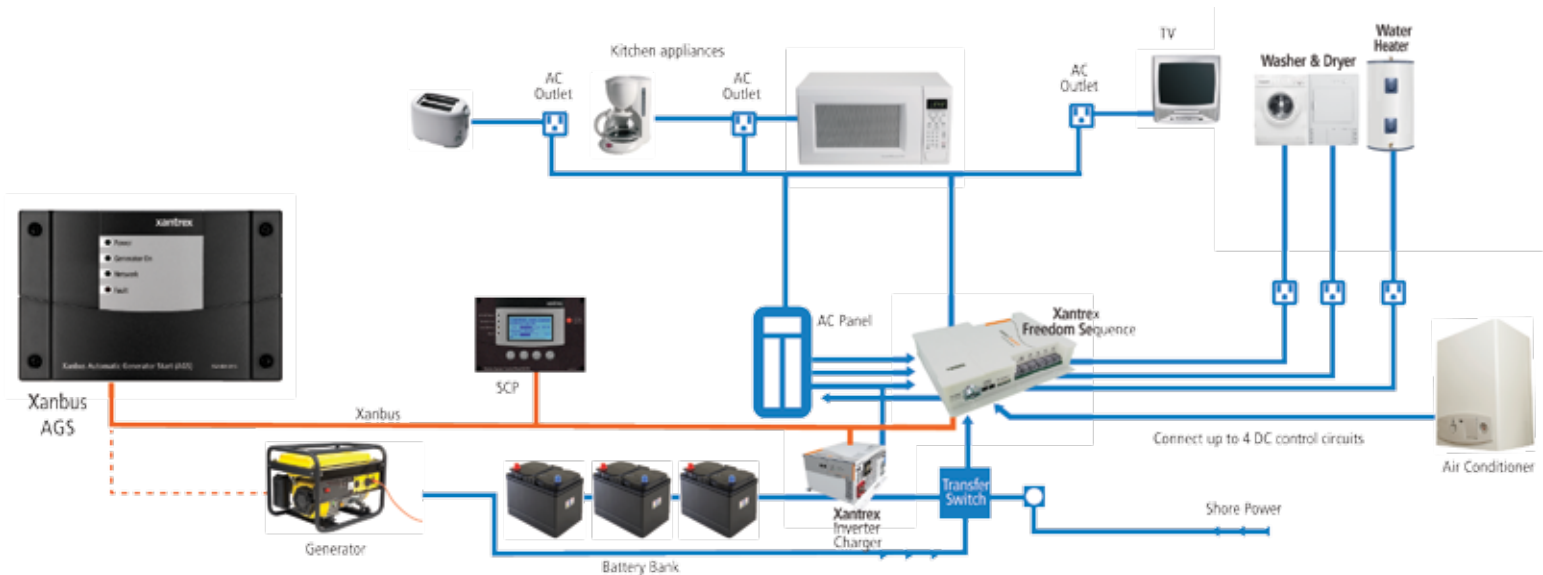 Kitchen appliances
AC
Outlet
AC
Outlet
AC
Outlet
TV
Washer & Dryer
Water
Heater
xantrex
Power
Generator On
Network
Fault
Xanbus Automatic Generator Start (AGS)
Xanbus
AGS
SCP
Xanbus
AC Panel
Xantrex
Freedom Sequence
Connect up to 4 DC control circuits
Air Conditioner
Generator
Battery Bank
Xantrex
Inverter
Charger
Transfer
Switch
Shore Power